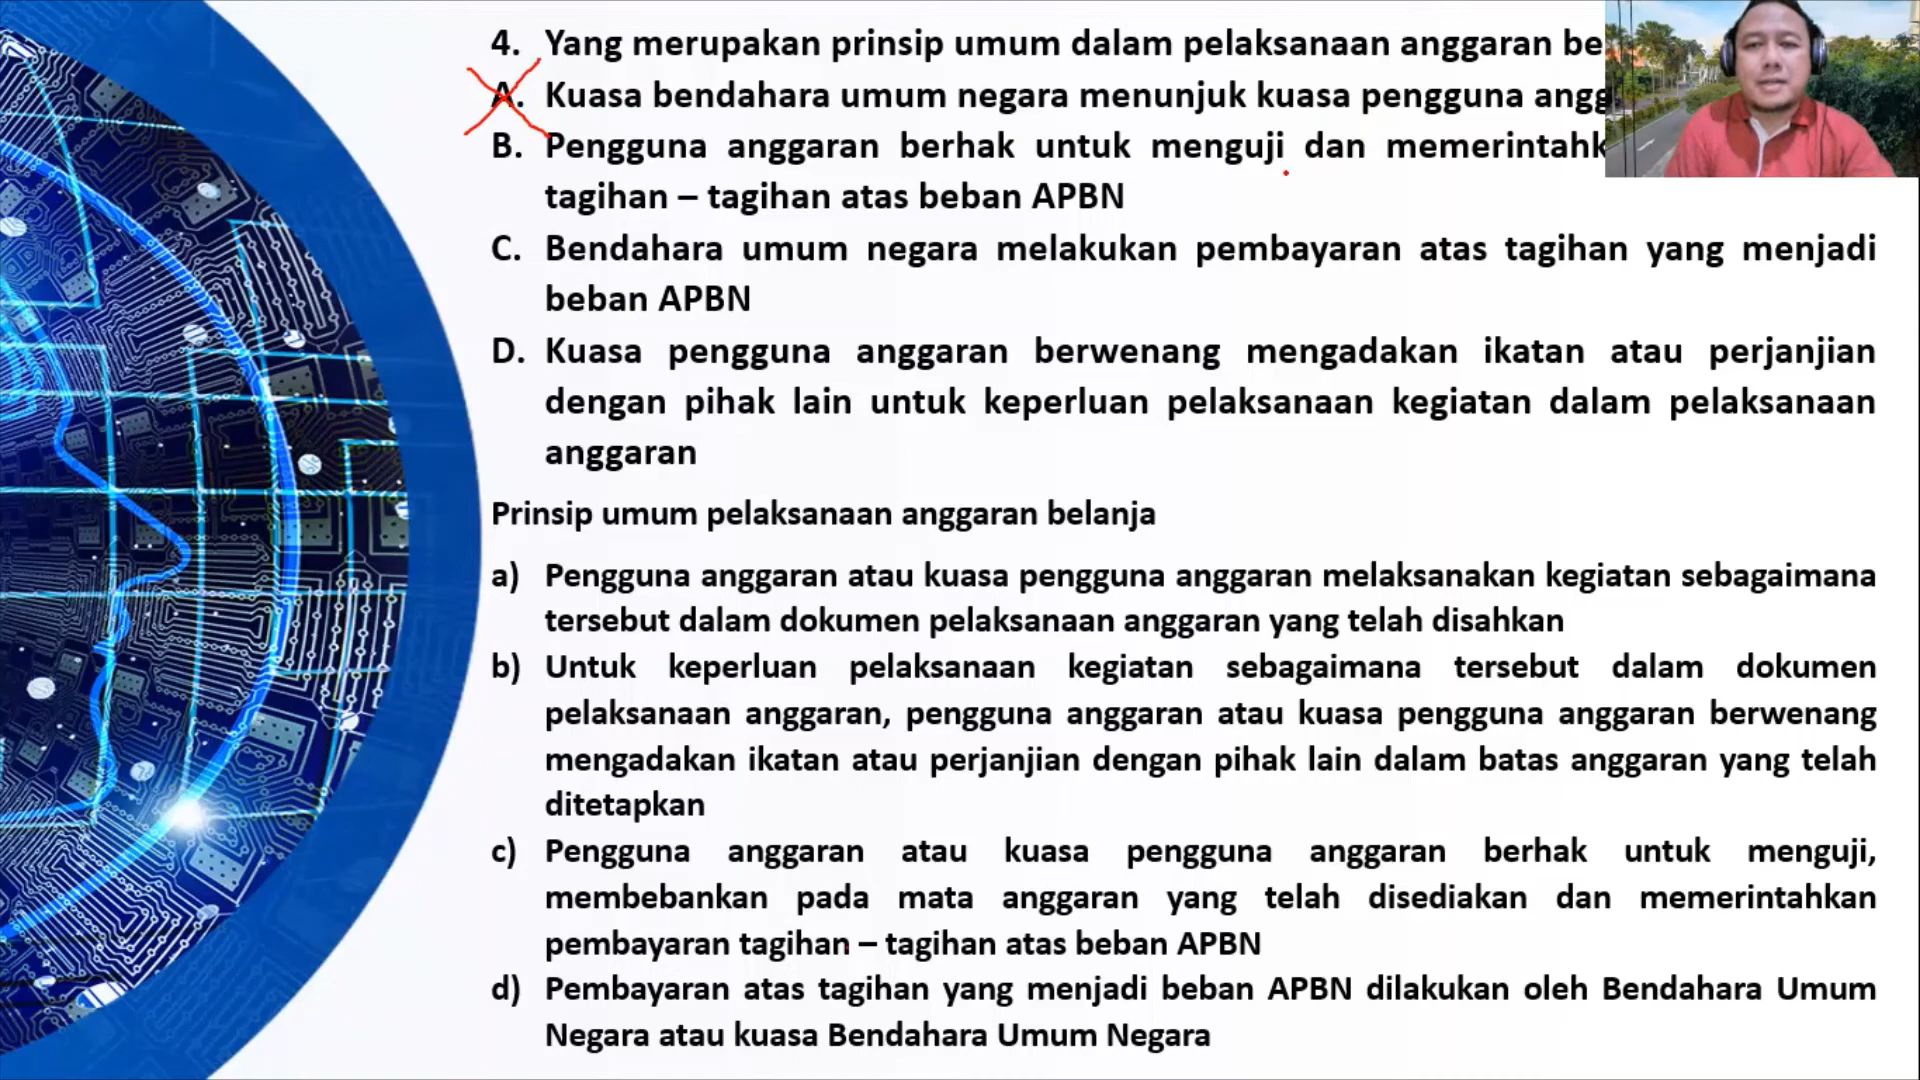 4. Yang merupakan prinsip umum dalam pelaksanaan anggaran
A. Kuasa bendahara umum negara menunjuk kuasa pengguna
B. Pengguna anggaran berhak untuk menguji dan
tagihan – tagihan atas beban APBN
C. Bendahara umum negara melakukan pembayaran atas tagihan yang menjadi
beban APBN
D. Kuasa pengguna anggaran berwenang mengadakan ikatan atau perjanjian
dengan pihak lain untuk keperluan pelaksanaan kegiatan dalam pelaksanaan
anggaran
Prinsip umum pelaksanaan anggaran belanja
a) Pengguna anggaran atau kuasa pengguna anggaran melaksanakan kegiatan sebagaimana
tersebut dalam dokumen pelaksanaan anggaran yang telah disahkan
b) Untuk keperluan pelaksanaan kegiatan sebagaimana tersebut dalam dokumen
pelaksanaan anggaran, pengguna anggaran atau kuasa pengguna anggaran berwenang
mengadakan ikatan atau perjanjian dengan pihak lain dalam batas anggaran yang telah
ditetapkan
c) Pengguna anggaran atau kuasa pengguna anggaran berhak untuk menguji,
membebankan pada mata anggaran yang telah disediakan dan memerintahkan
pembayaran tagihan – tagihan atas beban APBN
d) Pembayaran atas tagihan yang menjadi beban APBN dilakukan oleh Bendahara Umum
Negara atau kuasa Bendahara Umum Negara